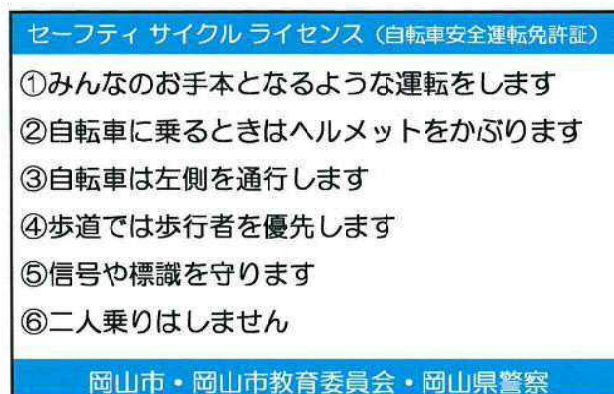 セーフティ サイクル ライセンス（自転車安全運転免許証）
①みんなのお手本となるような運転をします
②自転車に乗るときはヘルメットをかぶります
③自転車は左側を通行します
④歩道では歩行者を優先します
⑤信号や標識を守ります
⑥二人乗りはしません
岡山市・岡山市教育委員会・岡山県警察